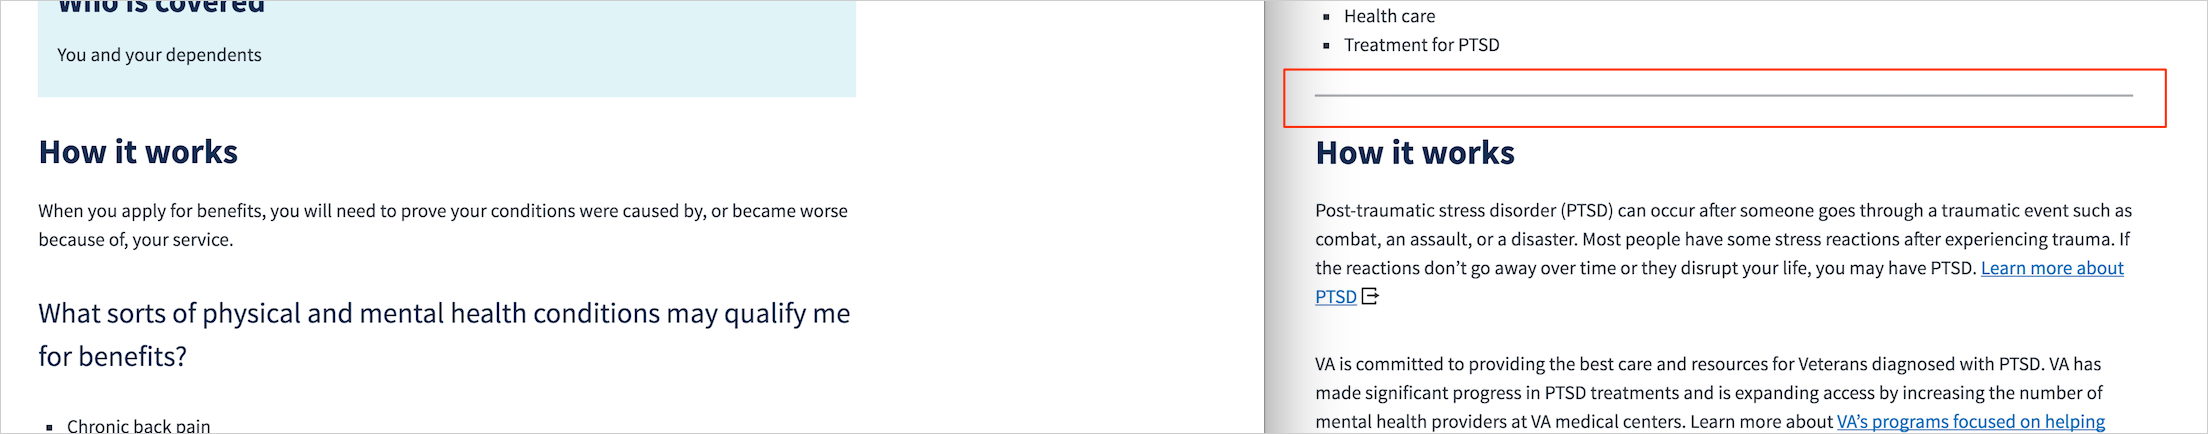 Who is covered
You and your dependents
How it works
When you apply for benefits, you will need to prove your conditions were caused by, or became worse
because of, your service.
What sorts of physical and mental health conditions may qualify me
for benefits?
Chronic back pain
Health care
Treatment for PTSD
How it works
Post-traumatic stress disorder (PTSD) can occur after someone goes through a traumatic event such as
combat, an assault, or a disaster. Most people have some stress reactions after experiencing trauma. If
the reactions don’t go away over time or they disrupt your life, you may have PTSD. Learn more about
PTSD
VA is committed to providing the best care and resources for Veterans diagnosed with PTSD. VA has
made significant progress in PTSD treatments and is expanding access by increasing the number of
mental health providers at VA medical centers. Learn more about VA’s programs focused on helping